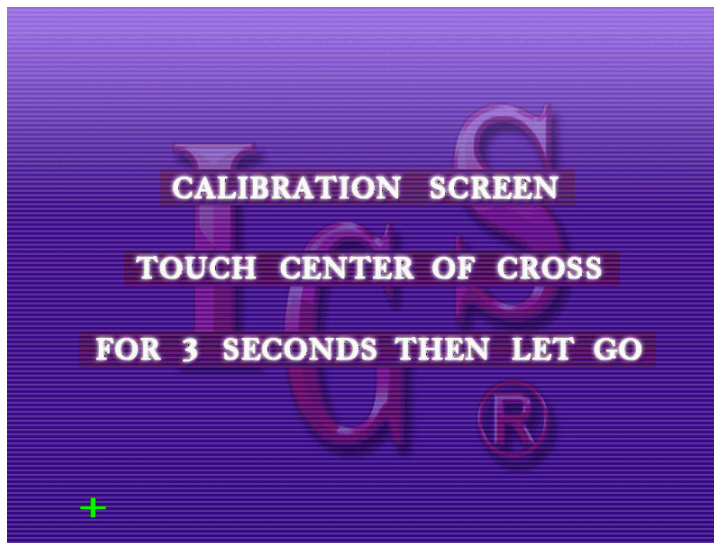 CALIBRATION SCREEN
TOUCH CENTER OF CROSS
FOR 3 SECONDS THEN LET GO
IGS
®